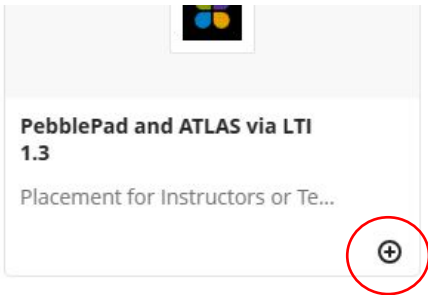 PebblePad and ATLAS via LTI
1.3
Placement for Instructors or Te...